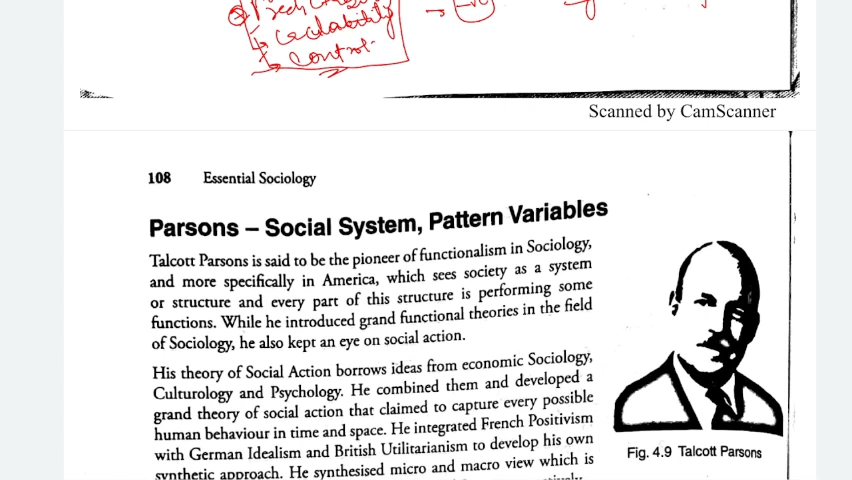 control
Scanned by CamScanner
108 Essential Sociology
Parsons – Social System, Pattern Variables
Talcott Parsons is said to be the pioneer of functionalism in Sociology,
and more specifically in America, which sees society as a system
or structure and every part of this structure is performing some
functions. While he introduced grand functional theories in the field
of Sociology, he also kept an eye on social action.
His theory of Social Action borrows ideas from economic Sociology,
Culturology and Psychology. He combined them and developed a
grand theory of social action that claimed to capture every possible
human behaviour in time and space. He integrated French Positivism
with German Idealism and British Utilitarianism to develop his own
synthetic approach. He synthesised micro and macro view which is
Fig. 4.9 Talcott Parsons